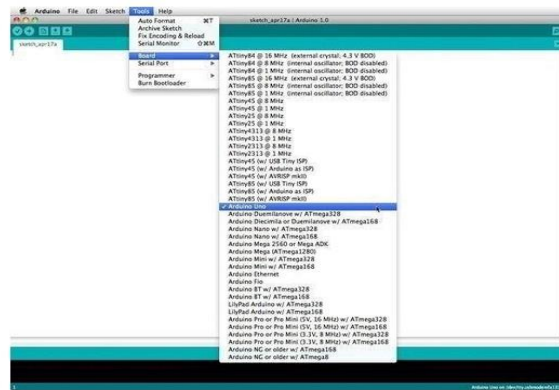 Arduino File Edit Sketch Tools Help
sketch_apr17a | Arduino 1.0
sketch_apr17a
Auto Format ⌘T
Archive Sketch
Fix Encoding & Reload
Serial Monitor ⇧⌘M
Board
Serial Port
Programmer
Burn Bootloader
ATtiny84 @ 16 MHz (external crystal; 4.3 V BOD)
ATtiny84 @ 8 MHz (internal oscillator; BOD disabled)
ATtiny84 @ 1 MHz (internal oscillator; BOD disabled)
ATtiny85 @ 16 MHz (external crystal; 4.3 V BOD)
ATtiny85 @ 8 MHz (internal oscillator; BOD disabled)
ATtiny85 @ 1 MHz (internal oscillator; BOD disabled)
ATtiny45 @ 8 MHz
ATtiny45 @ 1 MHz
ATtiny25 @ 8 MHz
ATtiny25 @ 1 MHz
ATtiny4313 @ 8 MHz
ATtiny4313 @ 1 MHz
ATtiny2313 @ 8 MHz
ATtiny2313 @ 1 MHz
ATtiny45 (w/ USB Tiny ISP)
ATtiny45 (w/ Arduino as ISP)
ATtiny45 (w/ AVRISP mkII)
ATtiny85 (w/ USB Tiny ISP)
ATtiny85 (w/ Arduino as ISP)
ATtiny85 (w/ AVRISP mkII)
✓ Arduino Uno
Arduino Duemilanove w/ ATmega328
Arduino Diecimila or Duemilanove w/ ATmega168
Arduino Nano w/ ATmega328
Arduino Nano w/ ATmega168
Arduino Mega 2560 or Mega ADK
Arduino Mega (ATmega1280)
Arduino Mini w/ ATmega328
Arduino Mini w/ ATmega168
Arduino Ethernet
Arduino Fio
Arduino BT w/ ATmega328
Arduino BT w/ ATmega168
LilyPad Arduino w/ ATmega328
LilyPad Arduino w/ ATmega168
Arduino Pro or Pro Mini (5V, 16 MHz) w/ ATmega328
Arduino Pro or Pro Mini (5V, 16 MHz) w/ ATmega168
Arduino Pro or Pro Mini (3.3V, 8 MHz) w/ ATmega328
Arduino Pro or Pro Mini (3.3V, 8 MHz) w/ ATmega168
Arduino NG or older w/ ATmega168
Arduino NG or older w/ ATmega8
1
Arduino Uno on